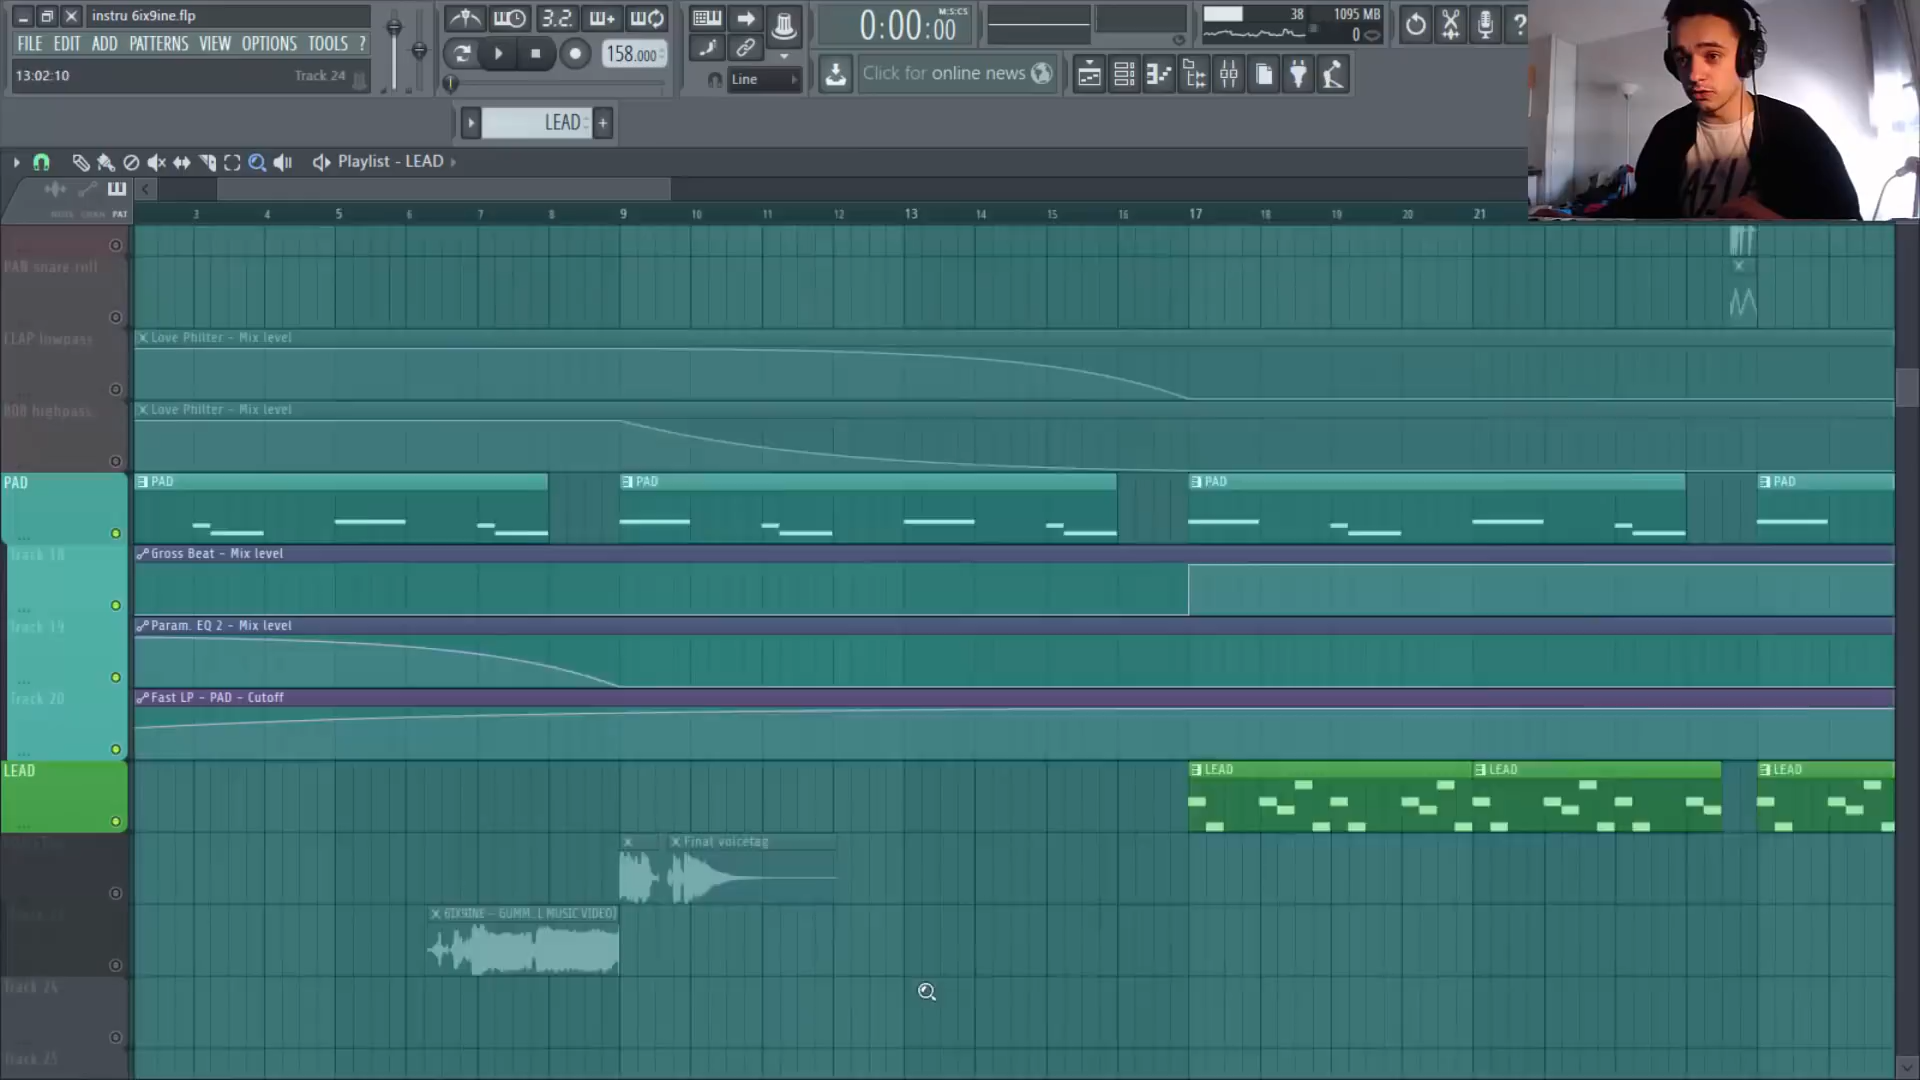 instru 6ix9ine.flp
FILE EDIT ADD PATTERNS VIEW OPTIONS TOOLS ?
13:02:10 Track 24
3.2.
158.000
Line
0:00:00 M:S:CS
38 1095 MB
0
Click for online news
?
LEAD
Playlist - LEAD
NOTE CHAN PAT
3 4 5 6 7 8 9 10 11 12 13 14 15 16 17 18 19 20 21
PAN snare roll
CLAP lowpass
Love Philter - Mix level
808 highpass
Love Philter - Mix level
PAD
PAD PAD PAD PAD
Track 18
Gross Beat - Mix level
Track 19
Param. EQ 2 - Mix level
Track 20
Fast LP - PAD - Cutoff
LEAD
LEAD LEAD LEAD
Final voicetag
6IX9INE - GUMM...L MUSIC VIDEO)
Track 24
Track 25